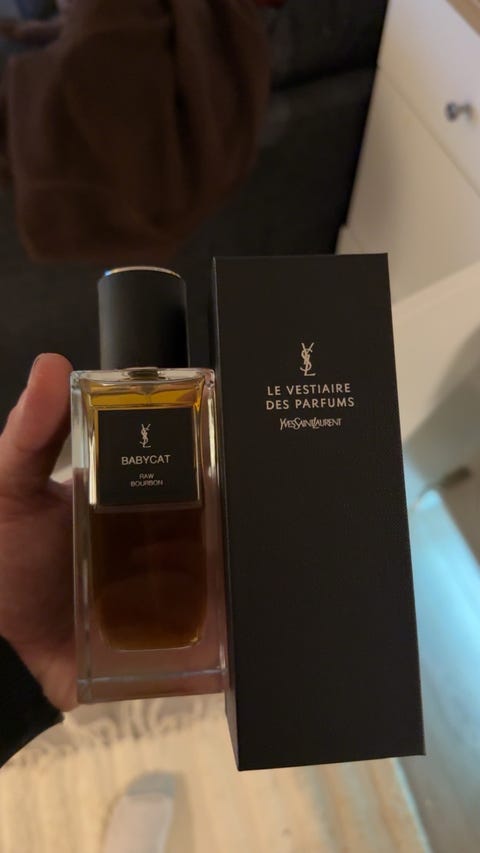 YSL
BABYCAT
RAW
BOURBON
YSL
LE VESTIAIRE
DES PARFUMS
YVESSAINTLAURENT